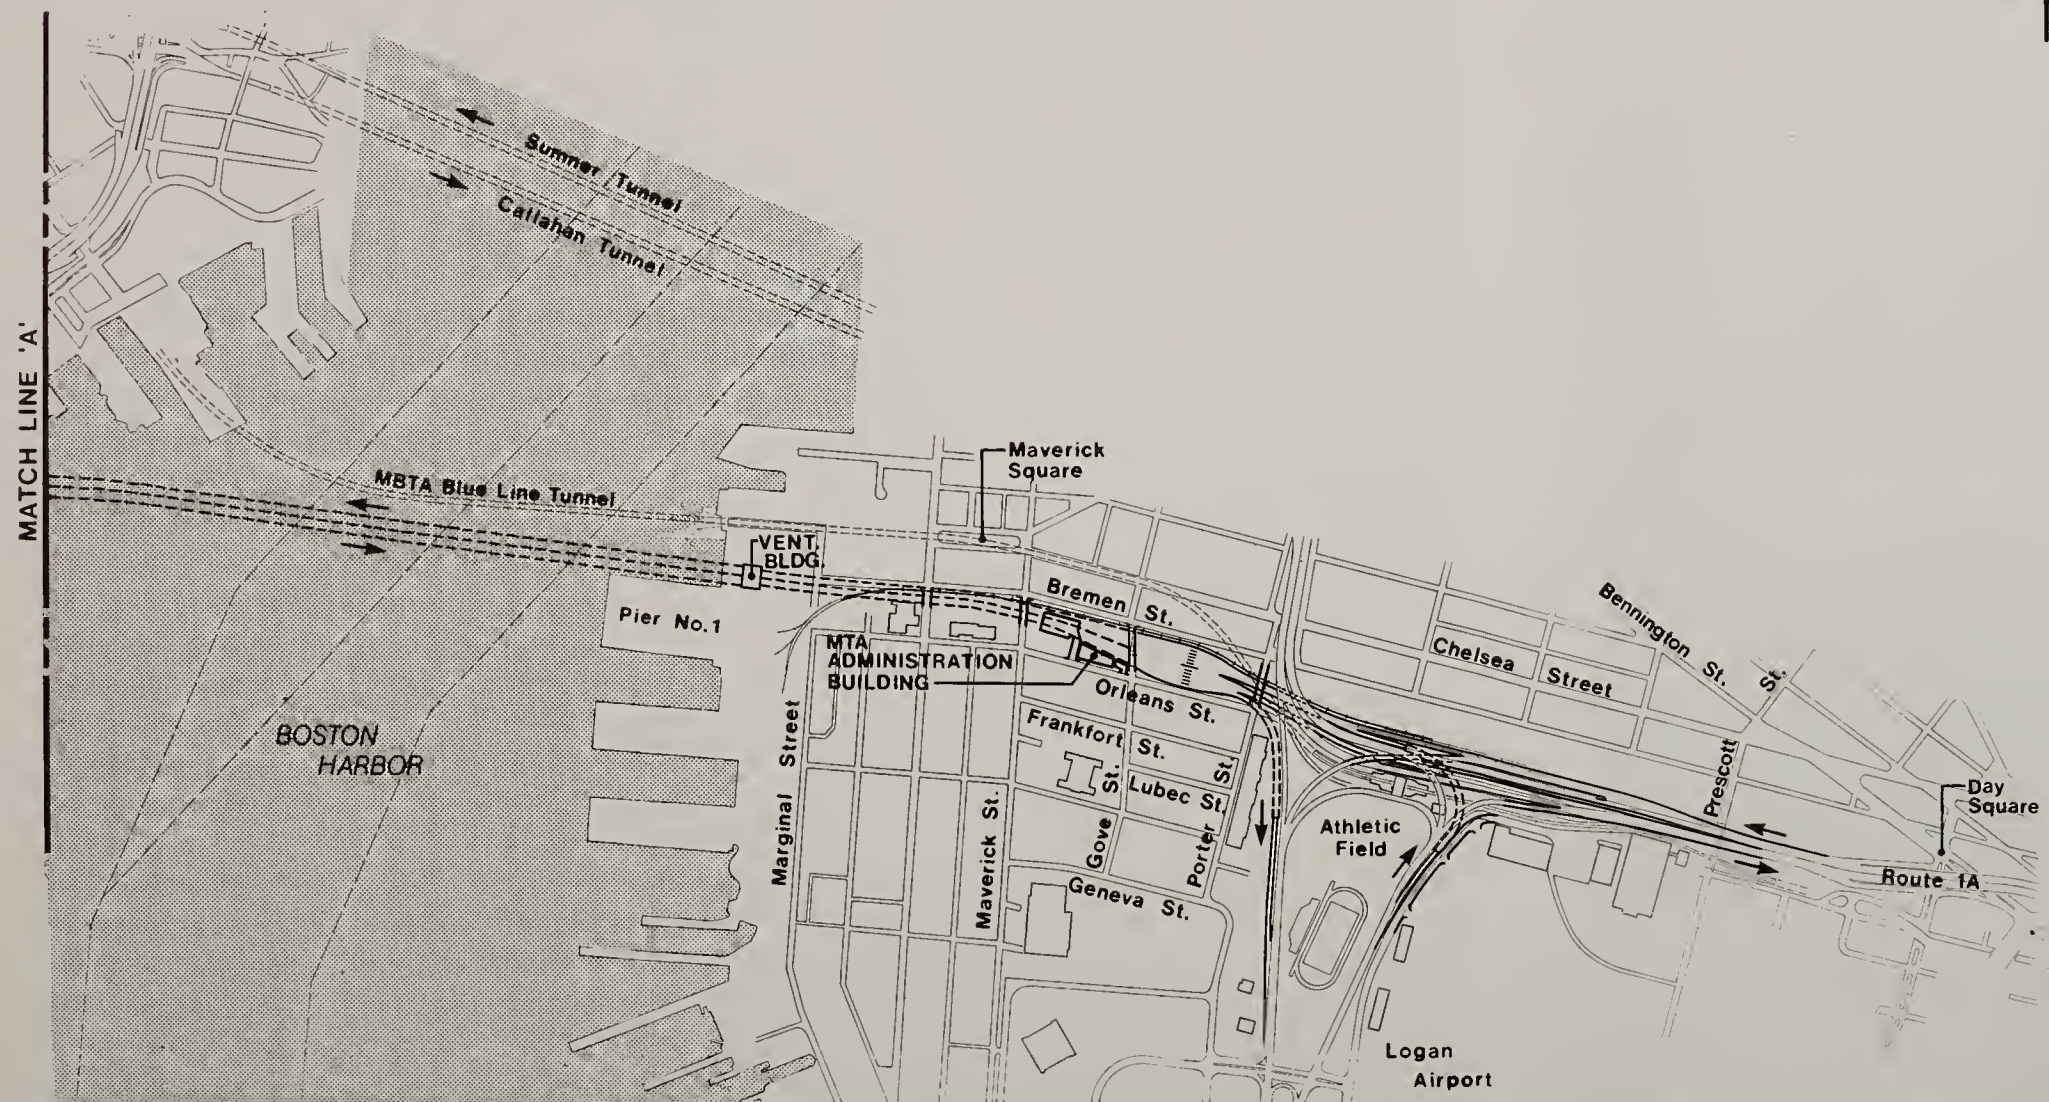 MATCH LINE 'A'
Sumner Tunnel
Callahan Tunnel
MBTA Blue Line Tunnel
Maverick
Square
VENT.
BLDG.
Pier No.1
Bremen St.
MTA
ADMINISTRATION
BUILDING
Orleans St.
Bennington St.
Chelsea Street
St.
Frankfort St.
Lubec St.
Gove St.
Porter St.
Geneva St.
Marginal Street
Maverick St.
BOSTON
HARBOR
Prescott
Athletic
Field
Day
Square
Route 1A
Logan
Airport